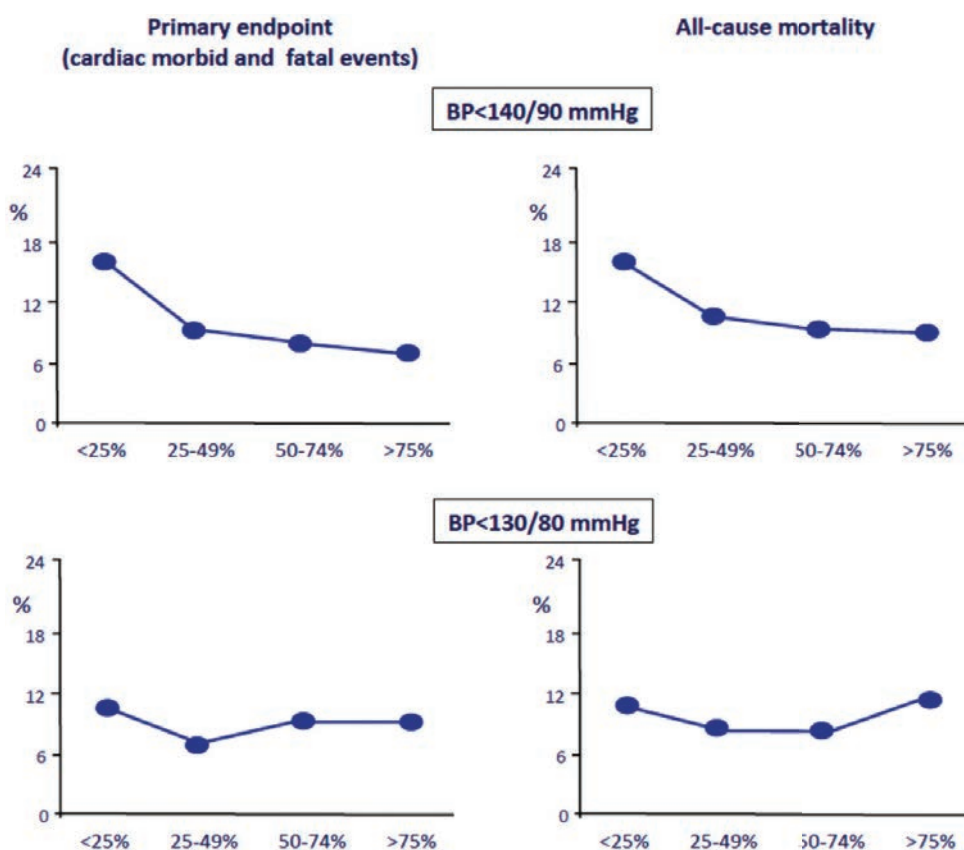 Primary endpoint
(cardiac morbid and fatal events)
All-cause mortality
BP<140/90 mmHg
24
%
18
12
6
0
<25% 25-49% 50-74% >75%
24
%
18
12
6
0
<25% 25-49% 50-74% >75%
BP<130/80 mmHg
24
%
18
12
6
0
<25% 25-49% 50-74% >75%
24
%
18
12
6
0
<25% 25-49% 50-74% >75%